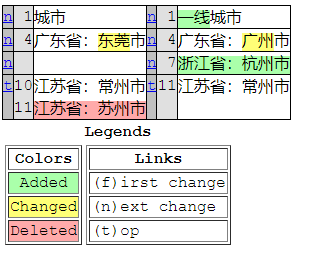 n 1 城市 n 1 一线城市
n 4 广东省：东莞市 n 4 广东省：广州市
n n 7 浙江省：杭州市
t 10 江苏省：常州市 t 11 江苏省：常州市
11 江苏省：苏州市
Legends
Colors Links
Added (f)irst change
Changed (n)ext change
Deleted (t)op